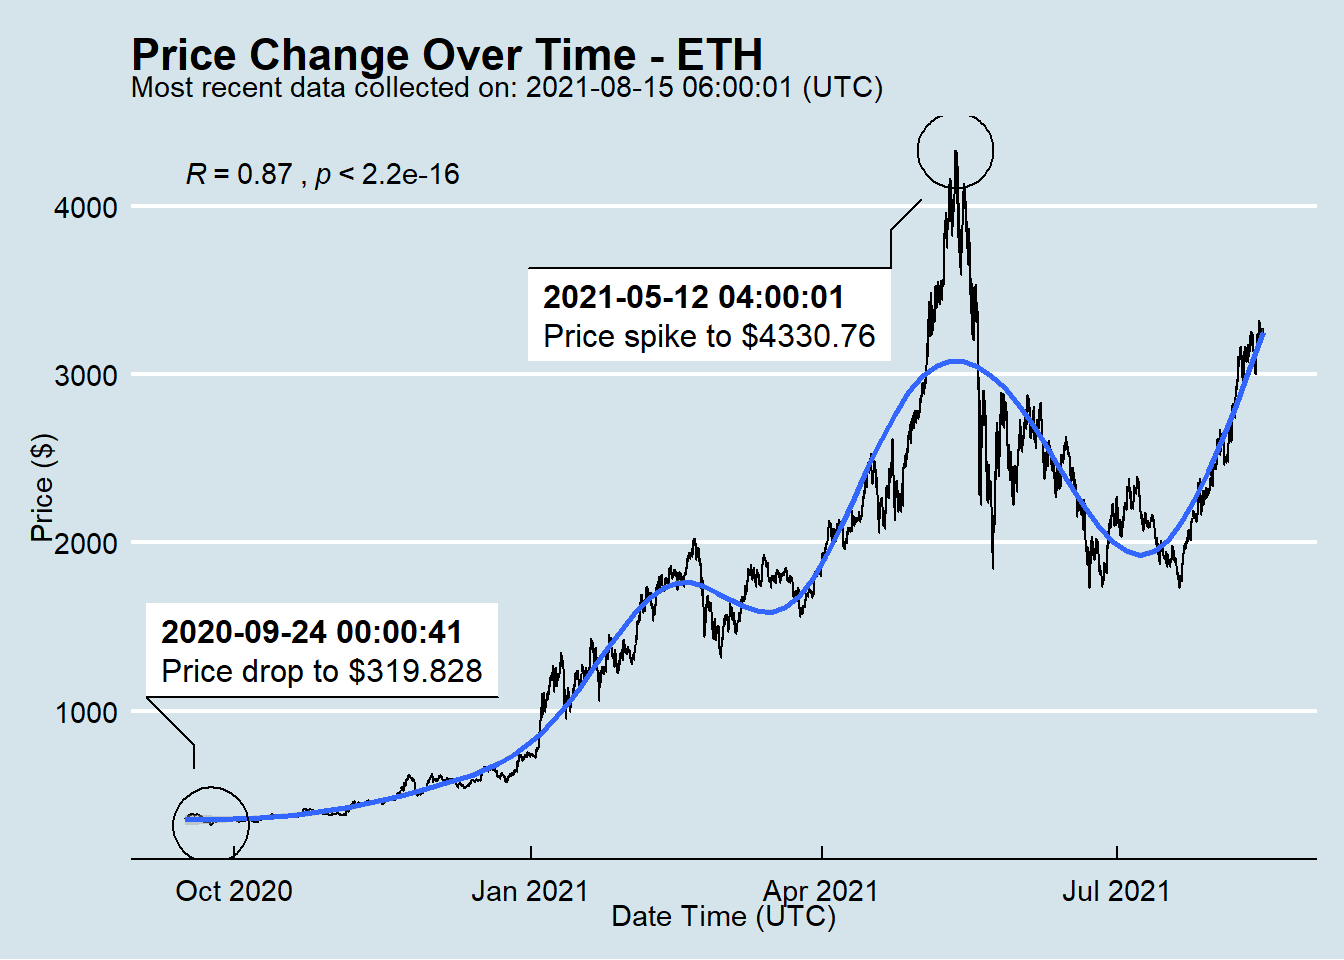 Price Change Over Time - ETH
Most recent data collected on: 2021-08-15 06:00:01 (UTC)
R = 0.87 , p < 2.2e-16
4000
2021-05-12 04:00:01
Price spike to $4330.76
3000
Price ($)
2000
2020-09-24 00:00:41
Price drop to $319.828
1000
Oct 2020 Jan 2021 Apr 2021 Jul 2021
Date Time (UTC)